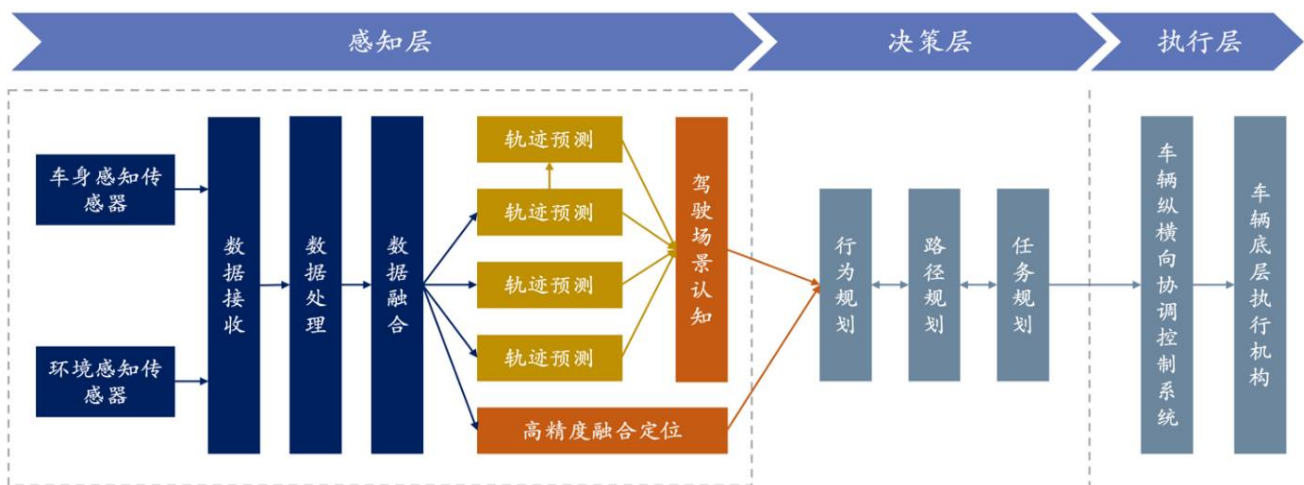 感知层
决策层
执行层
车身感知传
感器
环境感知传
感器
数据接收
数据处理
数据融合
轨迹预测
轨迹预测
轨迹预测
轨迹预测
高精度融合定位
驾驶场景认知
行为规划
路径规划
任务规划
车辆纵横向协调控制系统
车辆底层执行机构